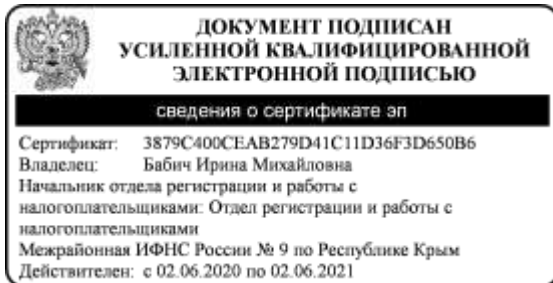 ДОКУМЕНТ ПОДПИСАН
УСИЛЕННОЙ КВАЛИФИЦИРОВАННОЙ
ЭЛЕКТРОННОЙ ПОДПИСЬЮ
сведения о сертификате эп
Сертификат: 3879C400CEAB279D41C11D36F3D650B6
Владелец: Бабич Ирина Михайловна
Начальник отдела регистрации и работы с
налогоплательщиками: Отдел регистрации и работы с
налогоплательщиками
Межрайонная ИФНС России № 9 по Республике Крым
Действителен: с 02.06.2020 по 02.06.2021